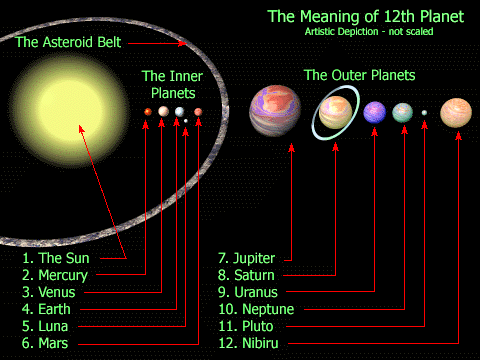 The Meaning of 12th Planet
Artistic Depiction - not scaled
The Asteroid Belt
The Inner
Planets
The Outer Planets
1. The Sun
2. Mercury
3. Venus
4. Earth
5. Luna
6. Mars
7. Jupiter
8. Saturn
9. Uranus
10. Neptune
11. Pluto
12. Nibiru